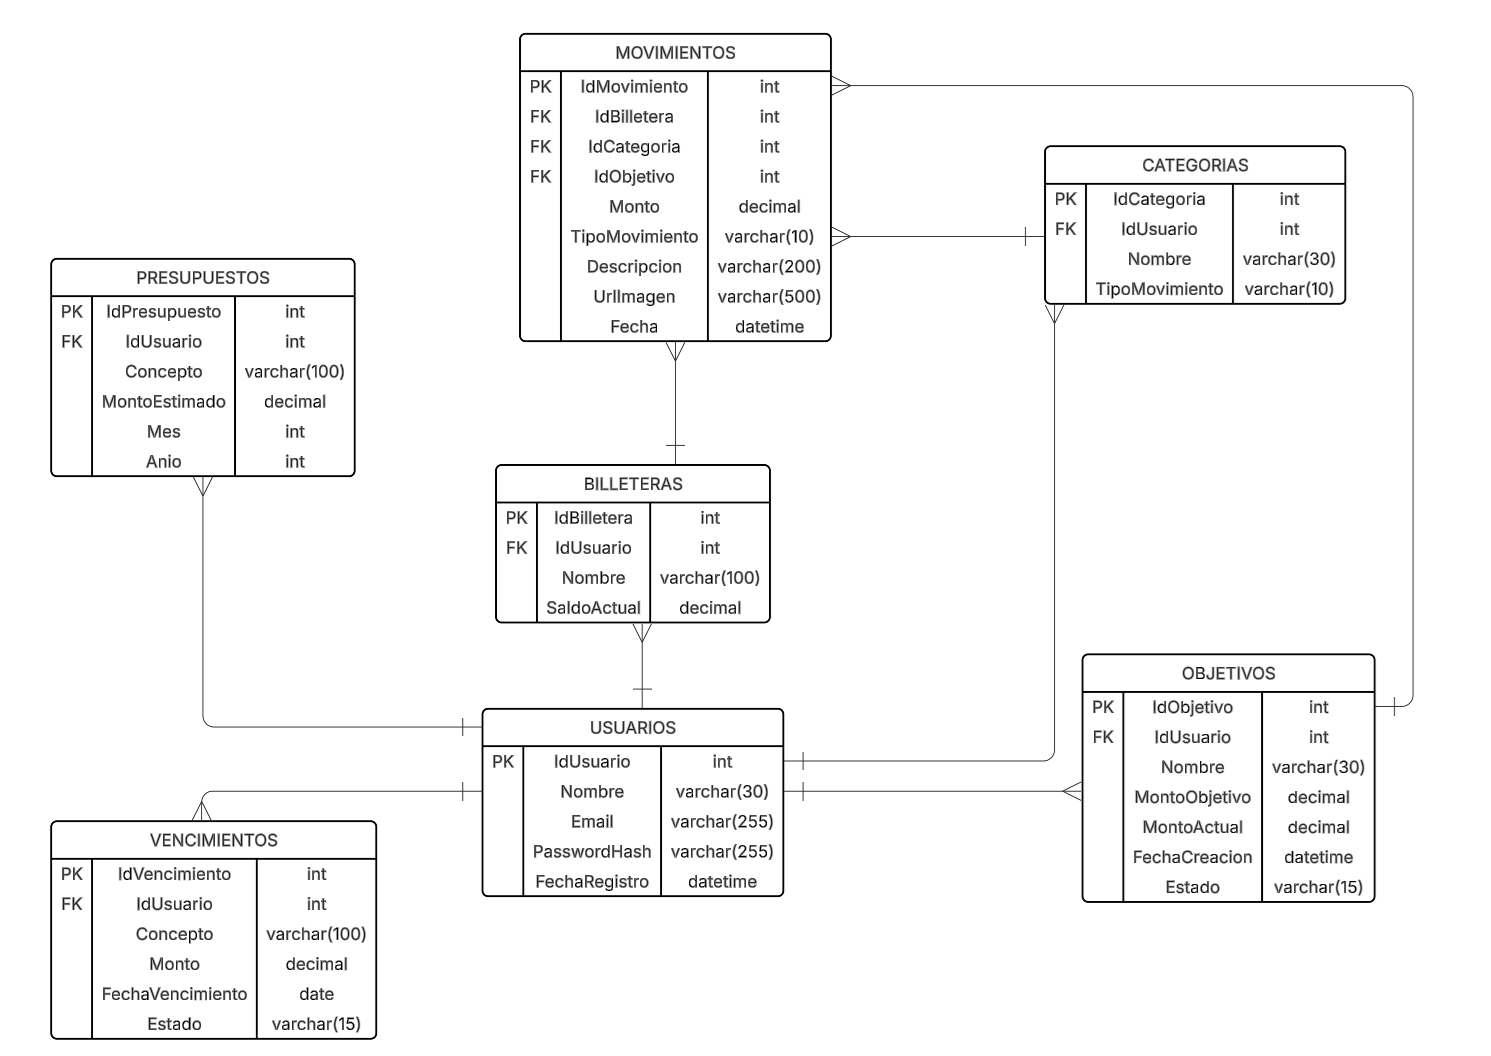 MOVIMIENTOS
PK IdMovimiento int
FK IdBilletera int
FK IdCategoria int
FK IdObjetivo int
Monto decimal
TipoMovimiento varchar(10)
Descripcion varchar(200)
UrlImagen varchar(500)
Fecha datetime
CATEGORIAS
PK IdCategoria int
FK IdUsuario int
Nombre varchar(30)
TipoMovimiento varchar(10)
PRESUPUESTOS
PK IdPresupuesto int
FK IdUsuario int
Concepto varchar(100)
MontoEstimado decimal
Mes int
Anio int
BILLETERAS
PK IdBilletera int
FK IdUsuario int
Nombre varchar(100)
SaldoActual decimal
OBJETIVOS
PK IdObjetivo int
FK IdUsuario int
Nombre varchar(30)
MontoObjetivo decimal
MontoActual decimal
FechaCreacion datetime
Estado varchar(15)
USUARIOS
PK IdUsuario int
Nombre varchar(30)
Email varchar(255)
PasswordHash varchar(255)
FechaRegistro datetime
VENCIMIENTOS
PK IdVencimiento int
FK IdUsuario int
Concepto varchar(100)
Monto decimal
FechaVencimiento date
Estado varchar(15)